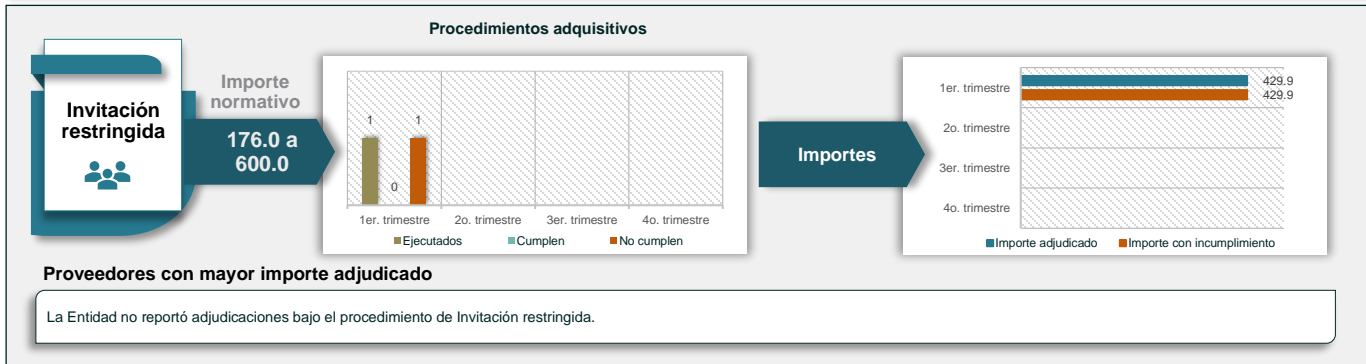 Procedimientos adquisitivos
Invitación
restringida
Importe
normativo
176.0 a
600.0
1
0
1
1er. trimestre
2o. trimestre
3er. trimestre
4o. trimestre
Ejecutados
Cumplen
No cumplen
Importes
1er. trimestre
429.9
429.9
2o. trimestre
3er. trimestre
4o. trimestre
Importe adjudicado
Importe con incumplimiento
Proveedores con mayor importe adjudicado
La Entidad no reportó adjudicaciones bajo el procedimiento de Invitación restringida.